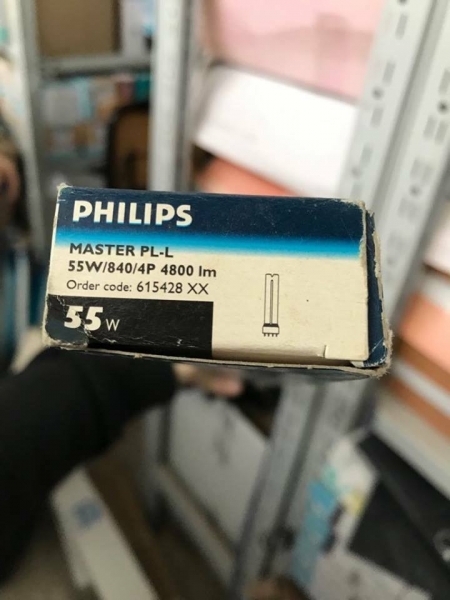 PHILIPS
MASTER PL-L
55W/840/4P 4800 lm
Order code: 615428 XX
55 W